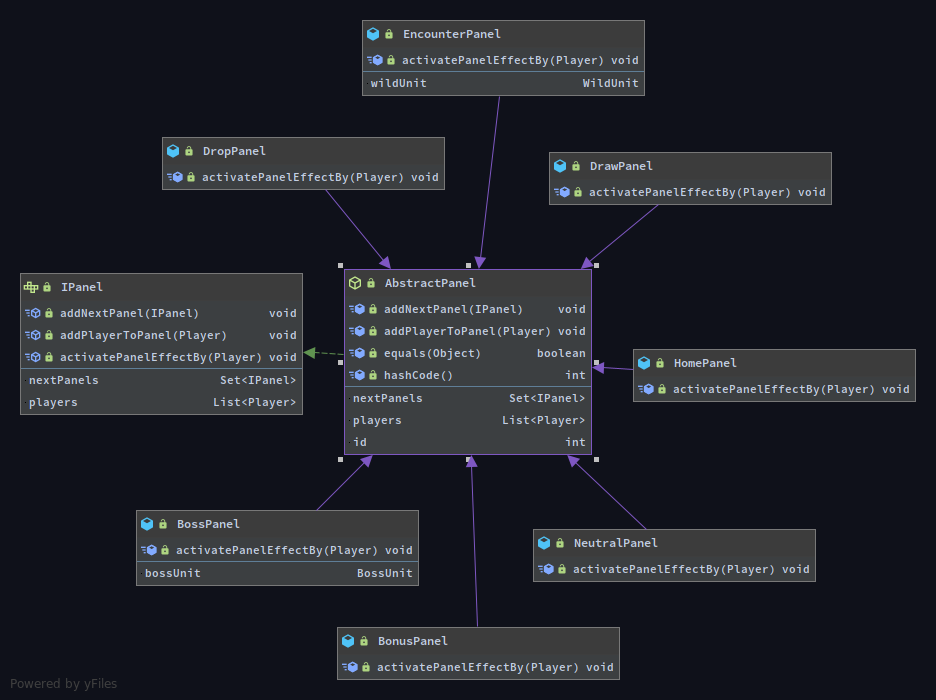 EncounterPanel
activatePanelEffectBy(Player) void
wildUnit WildUnit
DropPanel
activatePanelEffectBy(Player) void
DrawPanel
activatePanelEffectBy(Player) void
IPanel
addNextPanel(IPanel) void
addPlayerToPanel(Player) void
activatePanelEffectBy(Player) void
nextPanels Set<IPanel>
players List<Player>
AbstractPanel
addNextPanel(IPanel) void
addPlayerToPanel(Player) void
equals(Object) boolean
hashCode() int
nextPanels Set<IPanel>
players List<Player>
id int
HomePanel
activatePanelEffectBy(Player) void
BossPanel
activatePanelEffectBy(Player) void
bossUnit BossUnit
NeutralPanel
activatePanelEffectBy(Player) void
BonusPanel
activatePanelEffectBy(Player) void
Powered by yFiles